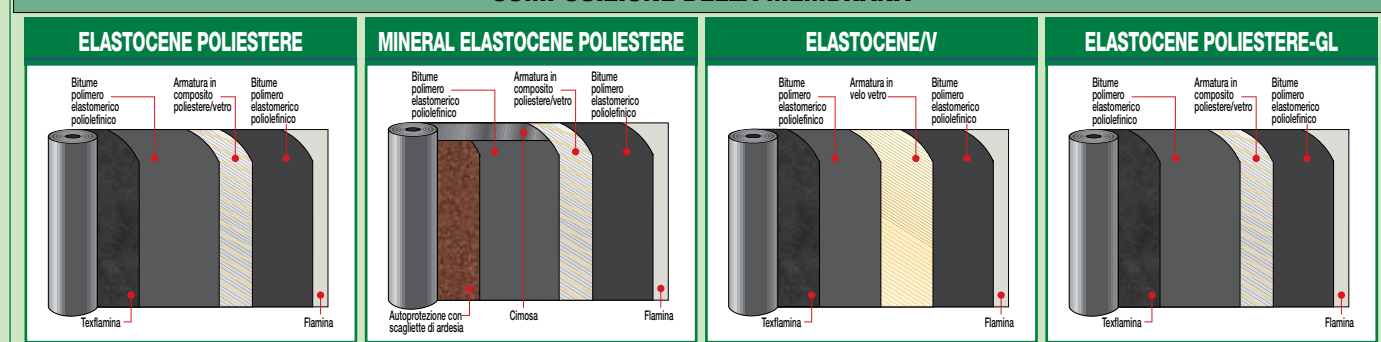 COMPOSIZIONE DELLA MEMBRANA
ELASTOCENE POLIESTERE
Bitume
polimero
elastomerico
poliolefinico
Armatura in
composito
poliestere/vetro
Bitume
polimero
elastomerico
poliolefinico
Texflamina
Flamina
MINERAL ELASTOCENE POLIESTERE
Bitume
polimero
elastomerico
poliolefinico
Armatura in
composito
poliestere/vetro
Bitume
polimero
elastomerico
poliolefinico
Autoprotezione con
scagliette di ardesia
Cimosa
Flamina
ELASTOCENE/V
Bitume
polimero
elastomerico
poliolefinico
Armatura in
velo vetro
Bitume
polimero
elastomerico
poliolefinico
Texflamina
Flamina
ELASTOCENE POLIESTERE-GL
Bitume
polimero
elastomerico
poliolefinico
Armatura in
composito
poliestere/vetro
Bitume
polimero
elastomerico
poliolefinico
Texflamina
Flamina